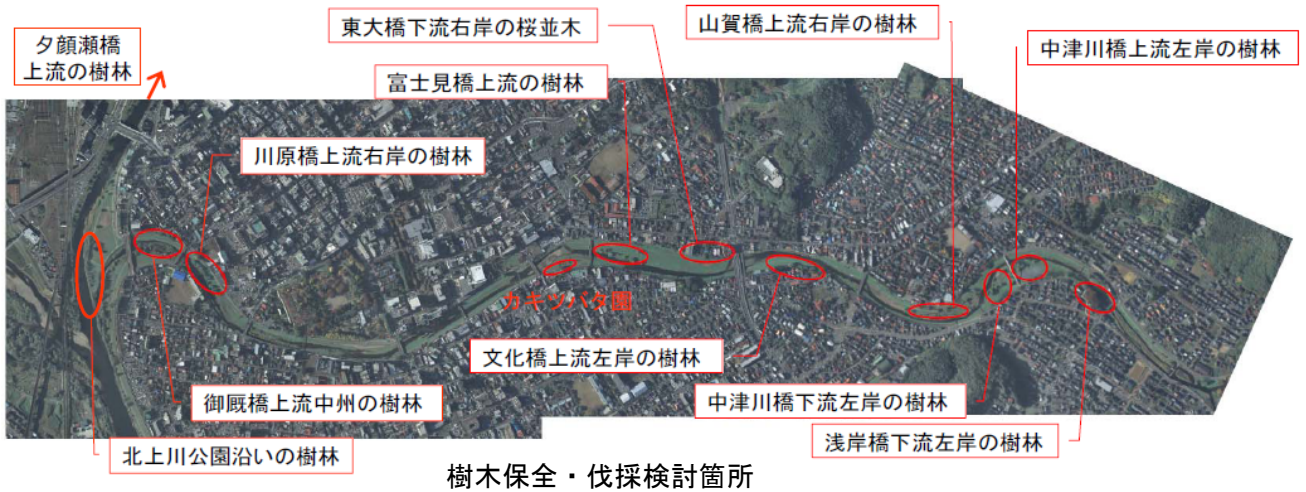 夕顔瀬橋
上流の樹林
東大橋下流右岸の桜並木
山賀橋上流右岸の樹林
中津川橋上流左岸の樹林
富士見橋上流の樹林
川原橋上流右岸の樹林
カキツバタ園
文化橋上流左岸の樹林
御厩橋上流中州の樹林
中津川橋下流左岸の樹林
浅岸橋下流左岸の樹林
北上川公園沿いの樹林
樹木保全・伐採検討箇所